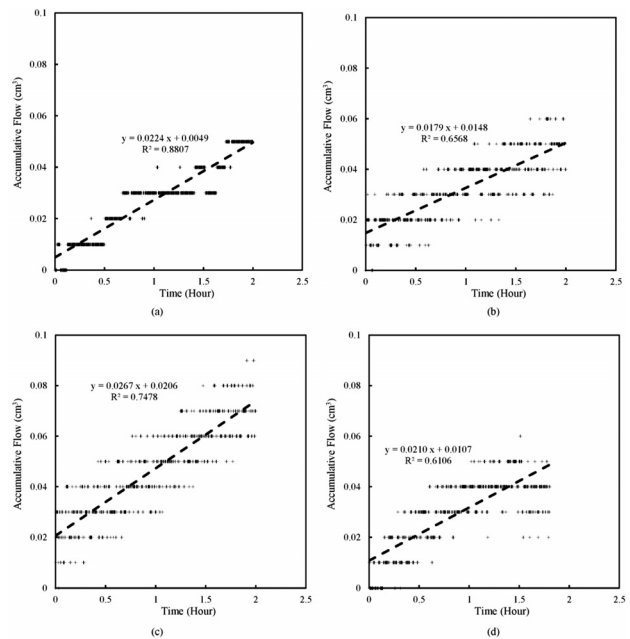 0.1
0.08
0.06
0.04
0.02
0
Accumulative Flow (cm³)
y = 0.0224 x + 0.0049
R² = 0.8807
0 0.5 1 1.5 2 2.5
Time (Hour)
(a)
0.1
0.08
0.06
0.04
0.02
0
Accumulative Flow (cm³)
y = 0.0179 x + 0.0148
R² = 0.6568
0 0.5 1 1.5 2 2.5
Time (Hour)
(b)
0.1
0.08
0.06
0.04
0.02
0
Accumulative Flow (cm³)
y = 0.0267 x + 0.0206
R² = 0.7478
0 0.5 1 1.5 2 2.5
Time (Hour)
(c)
0.1
0.08
0.06
0.04
0.02
0
Accumulative Flow (cm³)
y = 0.0210 x + 0.0107
R² = 0.6106
0 0.5 1 1.5 2 2.5
Time (Hour)
(d)